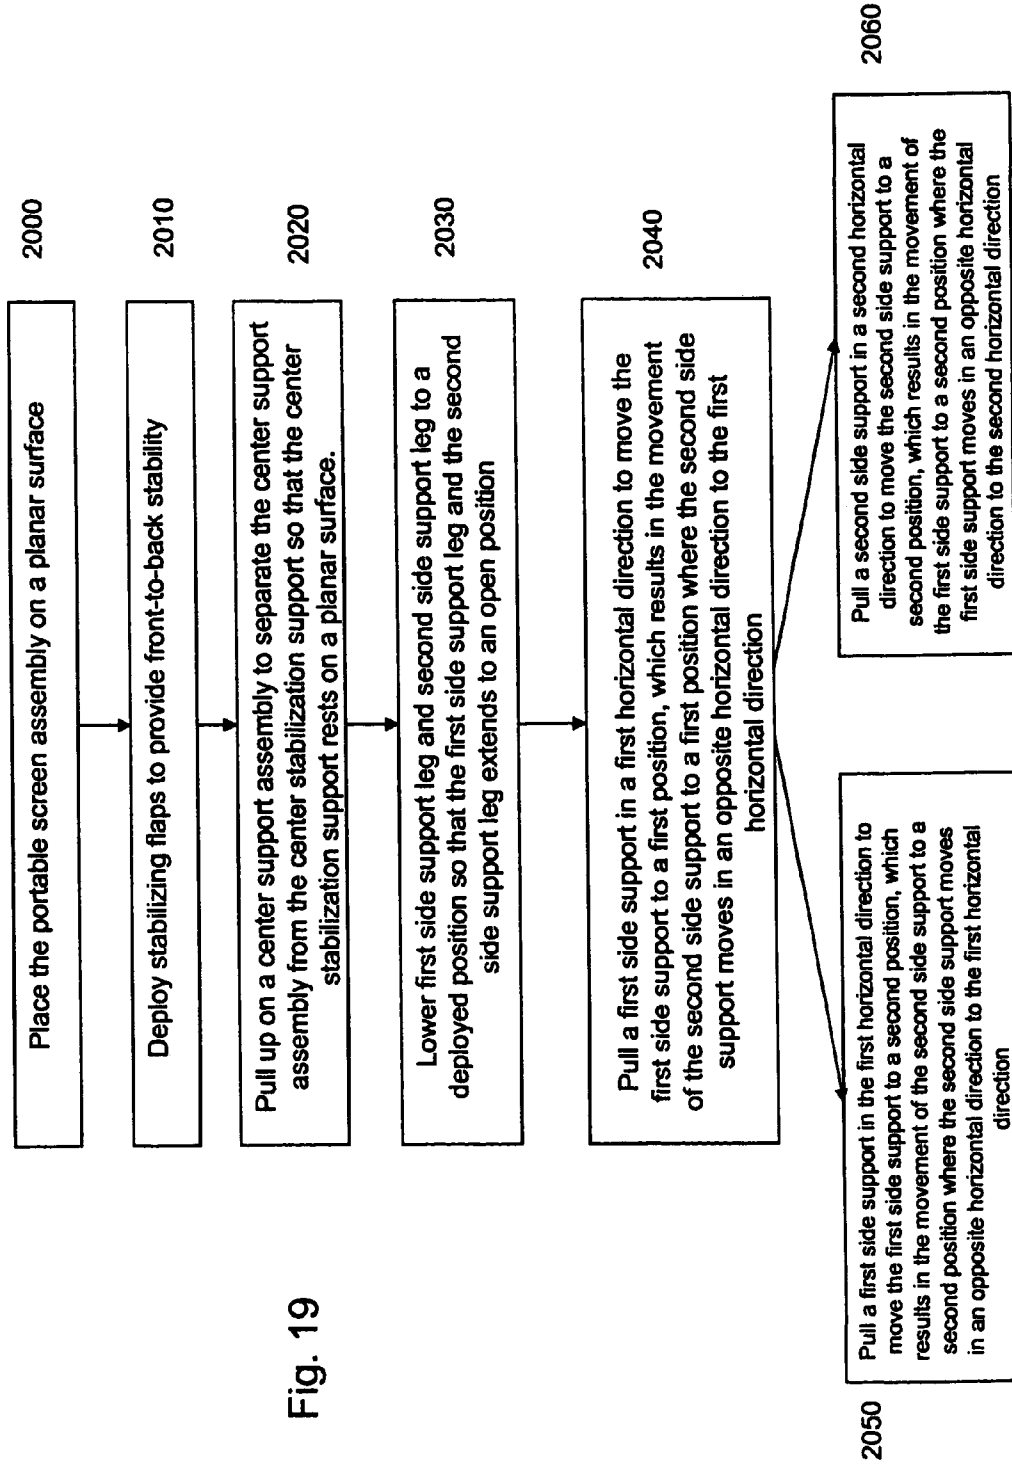 Place the portable screen assembly on a planar surface
2000
Deploy stabilizing flaps to provide front-to-back stability
2010
Pull up on a center support assembly to separate the center support
assembly from the center stabilization support so that the center
stabilization support rests on a planar surface.
2020
Fig. 19
Lower first side support leg and second side support leg to a
deployed position so that the first side support leg and the second
side support leg extends to an open position
2030
Pull a first side support in a first horizontal direction to move the
first side support to a first position, which results in the movement
of the second side support to a first position where the second side
support moves in an opposite horizontal direction to the first
horizontal direction
2040
2050
Pull a first side support in the first horizontal direction to
move the first side support to a second position, which
results in the movement of the second side support to a
second position where the second side support moves
in an opposite horizontal direction to the first horizontal
direction
Pull a second side support in a second horizontal
direction to move the second side support to a
second position, which results in the movement of
the first side support to a second position where the
first side support moves in an opposite horizontal
direction to the second horizontal direction
2060